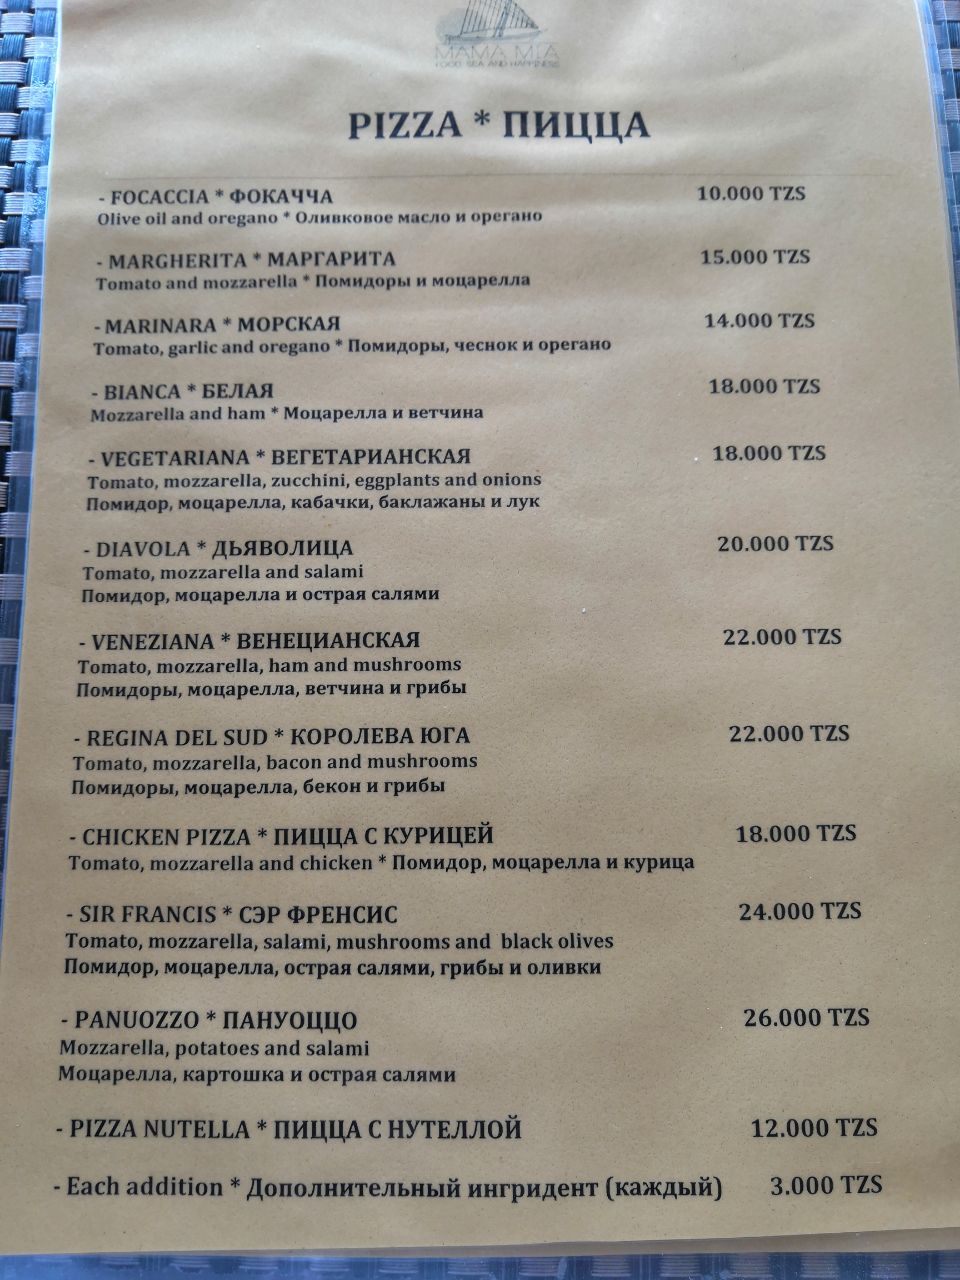 MAMA MIA
FOOD SEA AND HAPPINESS
PIZZA * ПИЦЦА
- FOCACCIA * ФОКАЧЧА 10.000 TZS
Olive oil and oregano * Оливковое масло и орегано
- MARGHERITA * МАРГАРИТА 15.000 TZS
Tomato and mozzarella * Помидоры и моцарелла
- MARINARA * МОРСКАЯ 14.000 TZS
Tomato, garlic and oregano * Помидоры, чеснок и орегано
- BIANCA * БЕЛАЯ 18.000 TZS
Mozzarella and ham * Моцарелла и ветчина
- VEGETARIANA * ВЕГЕТАРИАНСКАЯ 18.000 TZS
Tomato, mozzarella, zucchini, eggplants and onions
Помидор, моцарелла, кабачки, баклажаны и лук
- DIAVOLA * ДЬЯВОЛИЦА 20.000 TZS
Tomato, mozzarella and salami
Помидор, моцарелла и острая салями
- VENEZIANA * ВЕНЕЦИАНСКАЯ 22.000 TZS
Tomato, mozzarella, ham and mushrooms
Помидоры, моцарелла, ветчина и грибы
- REGINA DEL SUD * КОРОЛЕВА ЮГА 22.000 TZS
Tomato, mozzarella, bacon and mushrooms
Помидоры, моцарелла, бекон и грибы
- CHICKEN PIZZA * ПИЦЦА С КУРИЦЕЙ 18.000 TZS
Tomato, mozzarella and chicken * Помидор, моцарелла и курица
- SIR FRANCIS * СЭР ФРЕНСИС 24.000 TZS
Tomato, mozzarella, salami, mushrooms and black olives
Помидор, моцарелла, острая салями, грибы и оливки
- PANUOZZO * ПАНУОЦЦО 26.000 TZS
Mozzarella, potatoes and salami
Моцарелла, картошка и острая салями
- PIZZA NUTELLA * ПИЦЦА С НУТЕЛЛОЙ 12.000 TZS
- Each addition * Дополнительный ингридент (каждый) 3.000 TZS